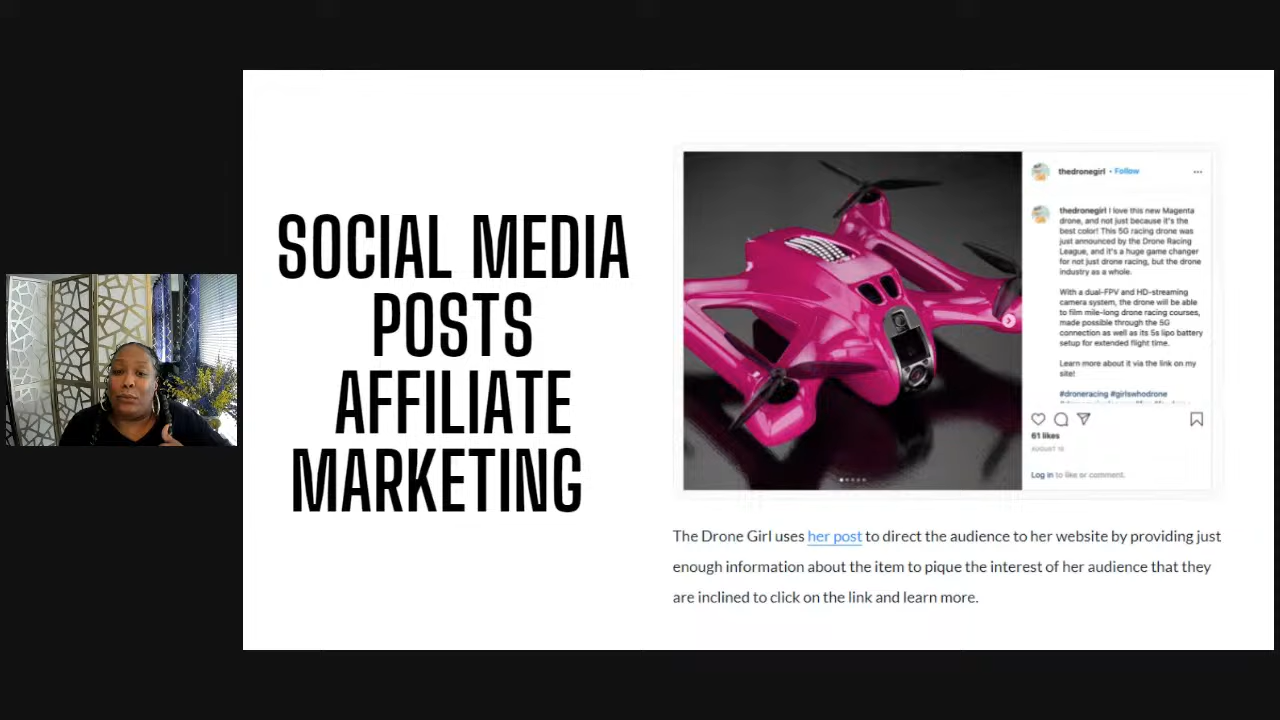 SOCIAL MEDIA
POSTS
AFFILIATE
MARKETING
thedronegirl • Follow
thedronegirl I love this new Magenta
drone, and not just because it's the
best color! This 5G racing drone was
just announced by the Drone Racing
League, and it's a huge game changer
for not just drone racing, but the drone
industry as a whole.
With a dual-FPV and HD-streaming
camera system, the drone will be able
to film mile-long drone racing courses,
made possible through the 5G
connection as well as its 5s lipo battery
setup for extended flight time.
Learn more about it via the link on my
site!
#droneracing #girlswhodrone
61 likes
Log in to like or comment.
The Drone Girl uses her post to direct the audience to her website by providing just
enough information about the item to pique the interest of her audience that they
are inclined to click on the link and learn more.